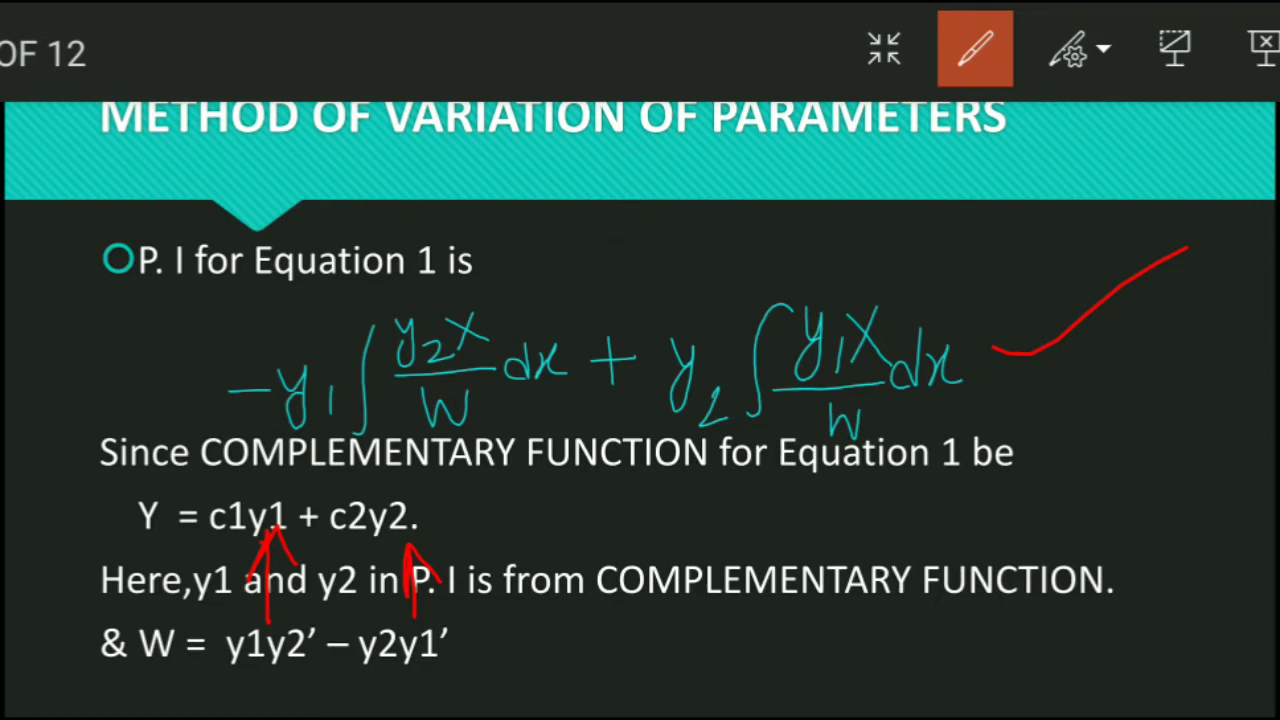 OF 12
METHOD OF VARIATION OF PARAMETERS
P. I for Equation 1 is
-y₁ ∫ y₂X/W dx + y₂ ∫ y₁X/W dx
Since COMPLEMENTARY FUNCTION for Equation 1 be
Y = c1y1 + c2y2.
Here,y1 and y2 in P. I is from COMPLEMENTARY FUNCTION.
& W = y1y2’ – y2y1’